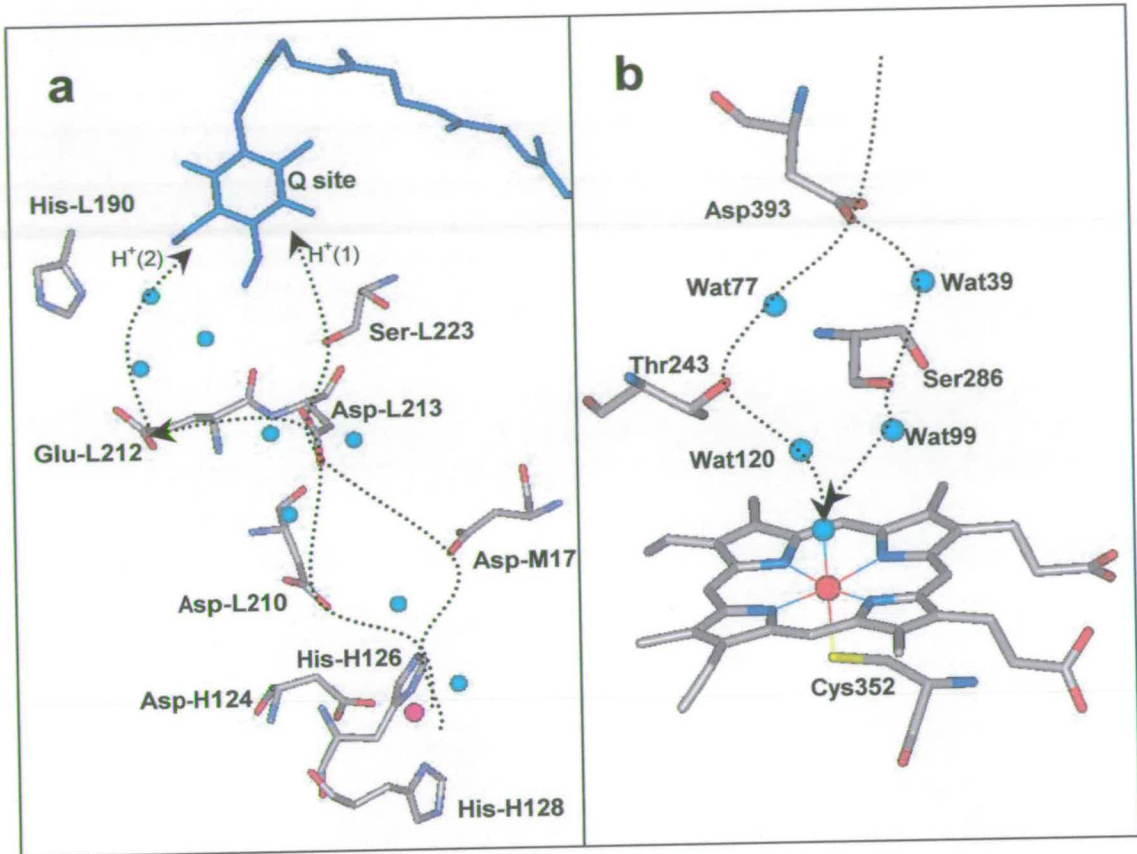 a
Q site
His-L190
H+(2)
H+(1)
Ser-L223
Asp-L213
Glu-L212
Asp-M17
Asp-L210
His-H126
Asp-H124
His-H128
b
Asp393
Wat77
Wat39
Thr243
Ser286
Wat99
Wat120
Cys352